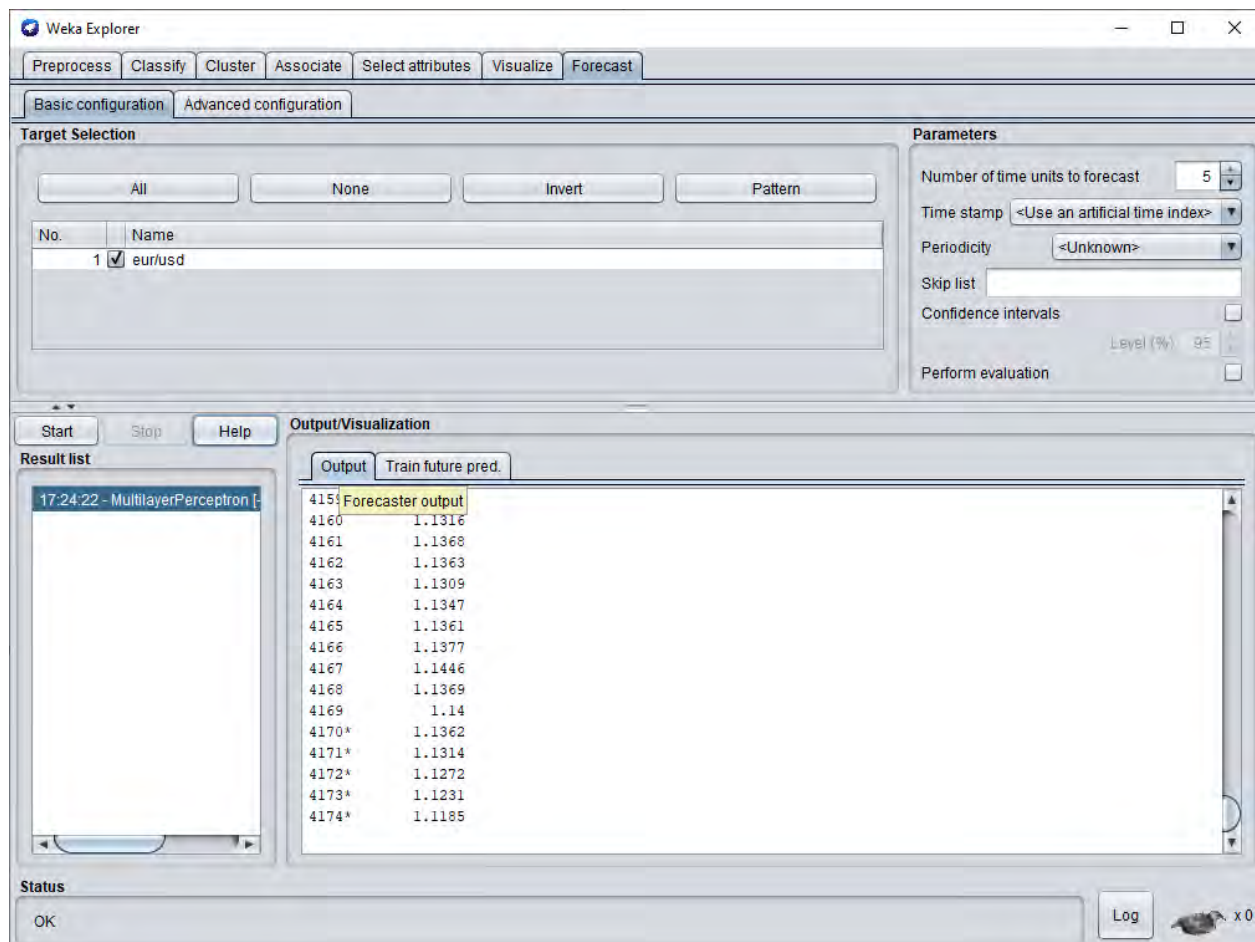 Weka Explorer
Preprocess Classify Cluster Associate Select attributes Visualize Forecast
Basic configuration Advanced configuration
Target Selection
All None Invert Pattern
No. Name
1 eur/usd
Parameters
Number of time units to forecast 5
Time stamp <Use an artificial time index>
Periodicity <Unknown>
Skip list
Confidence intervals
Level (%) 95
Perform evaluation
Start Stop Help
Result list
17:24:22 - MultilayerPerceptron [-
Output/Visualization
Output Train future pred.
Forecaster output
4160 1.1316
4161 1.1368
4162 1.1363
4163 1.1309
4164 1.1347
4165 1.1361
4166 1.1377
4167 1.1446
4168 1.1369
4169 1.14
4170* 1.1362
4171* 1.1314
4172* 1.1272
4173* 1.1231
4174* 1.1185
Status
OK
Log x 0